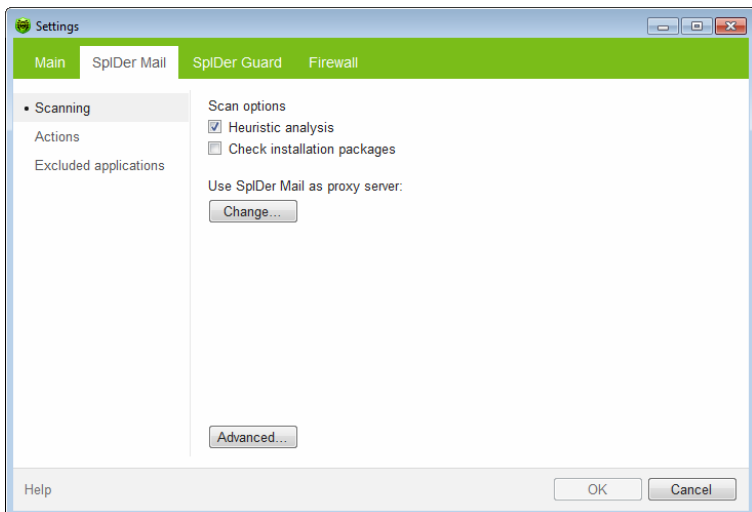 Settings
Main SpIDer Mail SpIDer Guard Firewall
Scanning
Actions
Excluded applications
Scan options
Heuristic analysis
Check installation packages
Use SpIDer Mail as proxy server:
Change...
Advanced...
Help
OK Cancel